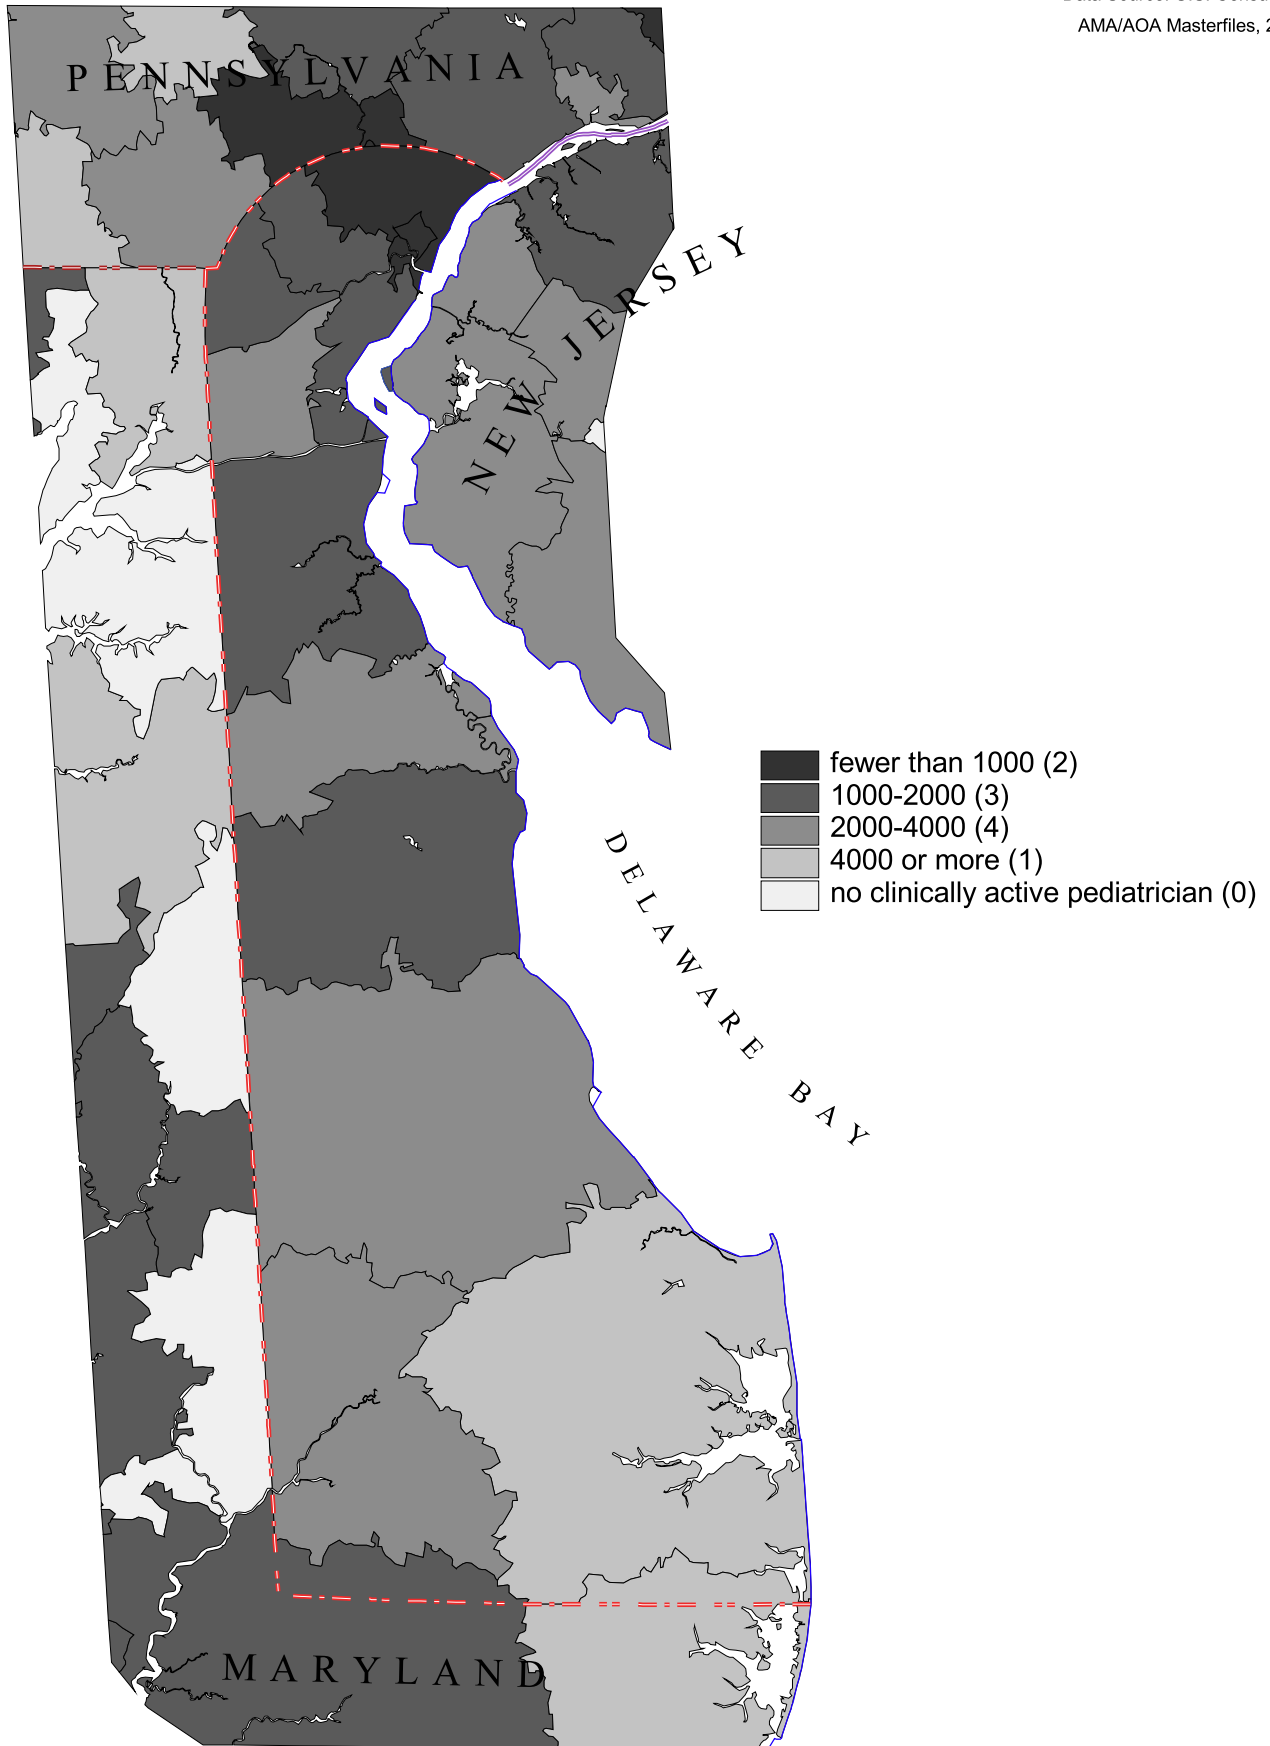 AMA/AOA Masterfiles, 2
PENNSYLVANIA
NEW JERSEY
fewer than 1000 (2)
1000-2000 (3)
2000-4000 (4)
4000 or more (1)
no clinically active pediatrician (0)
DELAWARE BAY
MARYLAND